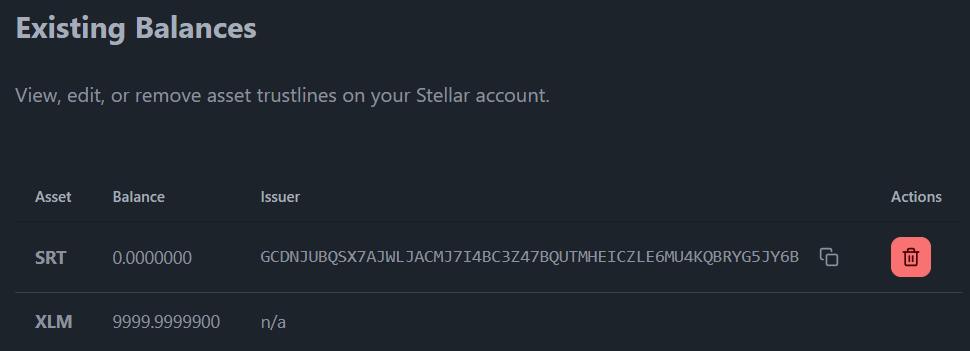 Existing Balances
View, edit, or remove asset trustlines on your Stellar account.
Asset Balance Issuer Actions
SRT 0.0000000 GCDNJUBQSX7AJWLJACMJ7I4BC3Z47BQUTMHEICZLE6MU4KQBRYG5JY6B
XLM 9999.9999900 n/a